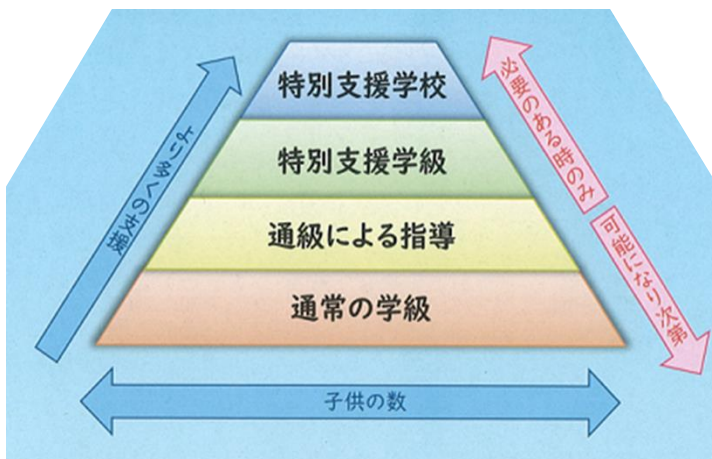 特別支援学校
特別支援学級
通級による指導
通常の学級
より多くの支援
必要のある時のみ
可能になり次第
子供の数